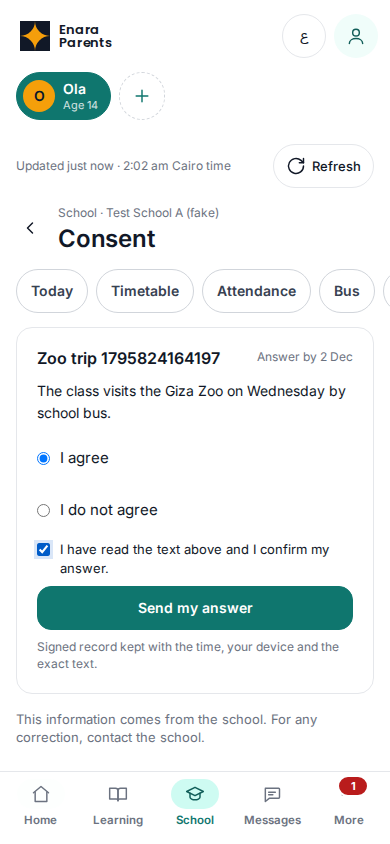 Enara
Parents
ع
O
Ola
Age 14
Updated just now · 2:02 am Cairo time
Refresh
School · Test School A (fake)
Consent
Today
Timetable
Attendance
Bus
Zoo trip 1795824164197
Answer by 2 Dec
The class visits the Giza Zoo on Wednesday by
school bus.
I agree
I do not agree
I have read the text above and I confirm my
answer.
Send my answer
Signed record kept with the time, your device and the
exact text.
This information comes from the school. For any
correction, contact the school.
1
Home
Learning
School
Messages
More